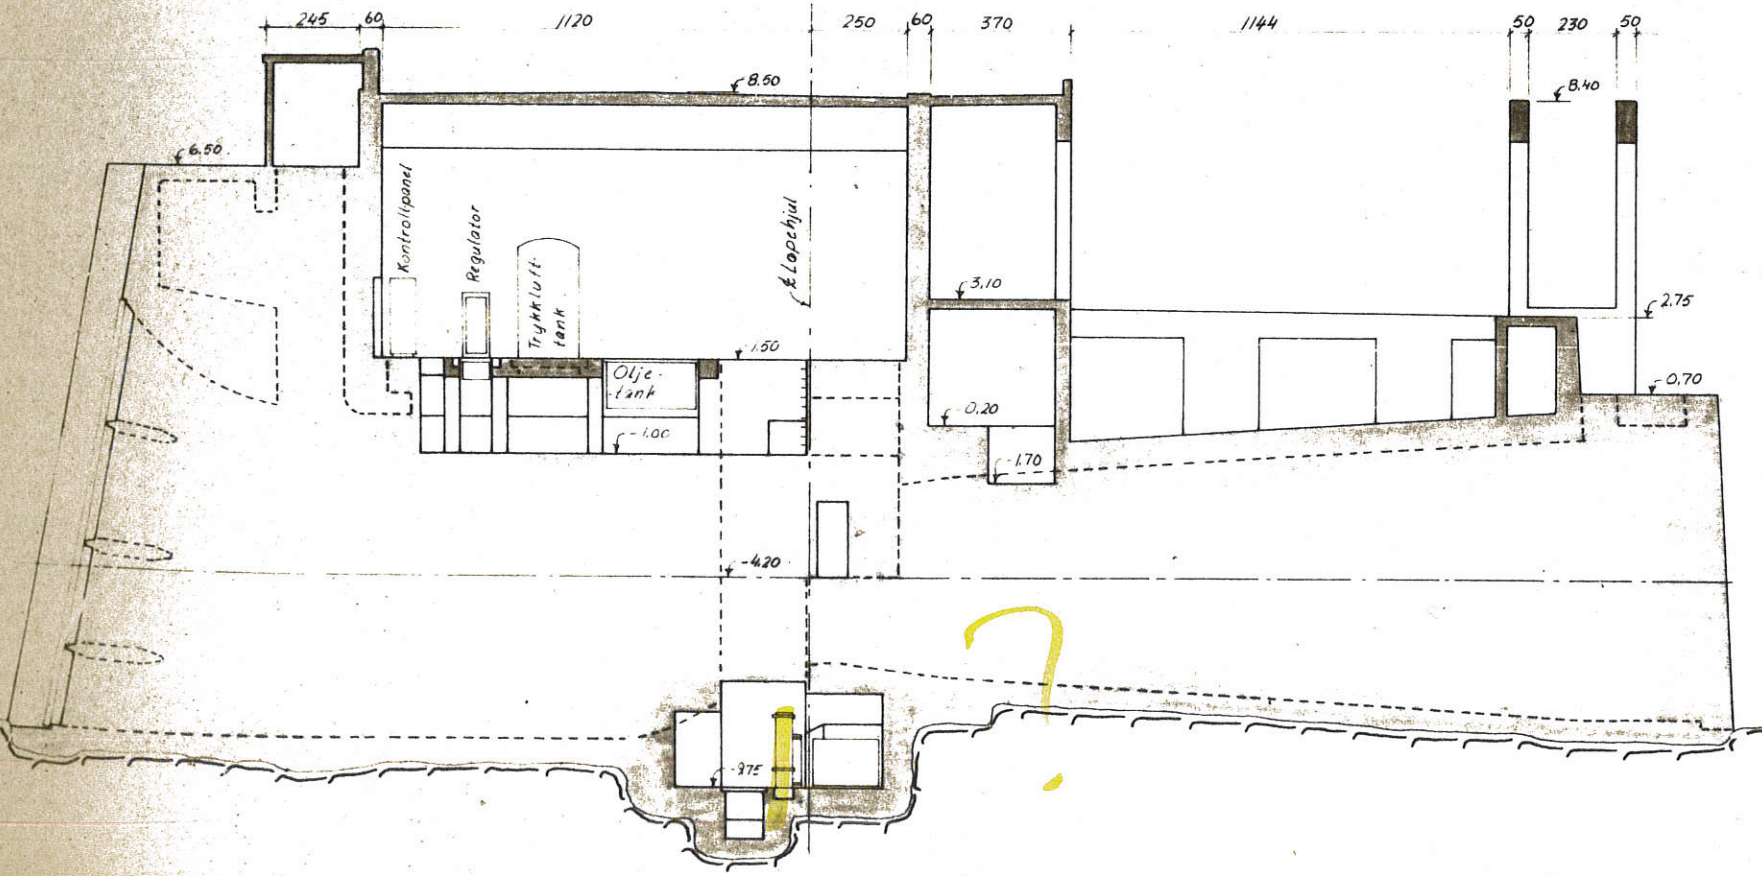 245 60 1120 250 60 370 1144 50 230 50
8.50
8.40
6.50
Kontrollpanel
Regulator
Trykkluft-
tank
℄ Løpehjul
3,10
2.75
1.50
Olje-
tank
0,70
-0,20
-1.00
-1.70
-4.20
-9.75
?